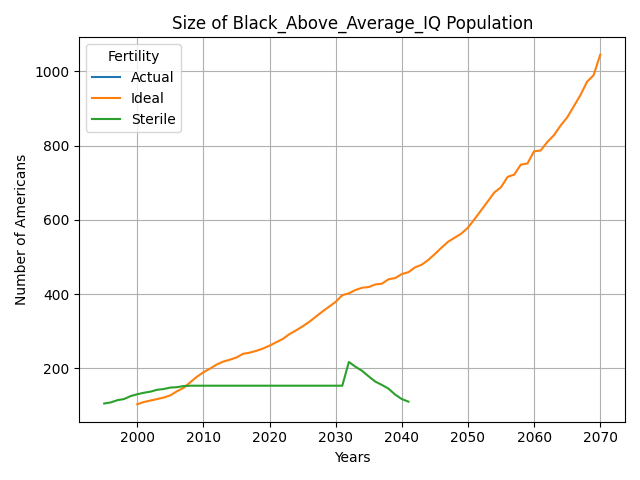 Size of Black_Above_Average_IQ Population
Fertility
Actual
Ideal
Sterile
Number of Americans
1000
800
600
400
200
2000 2010 2020 2030 2040 2050 2060 2070
Years